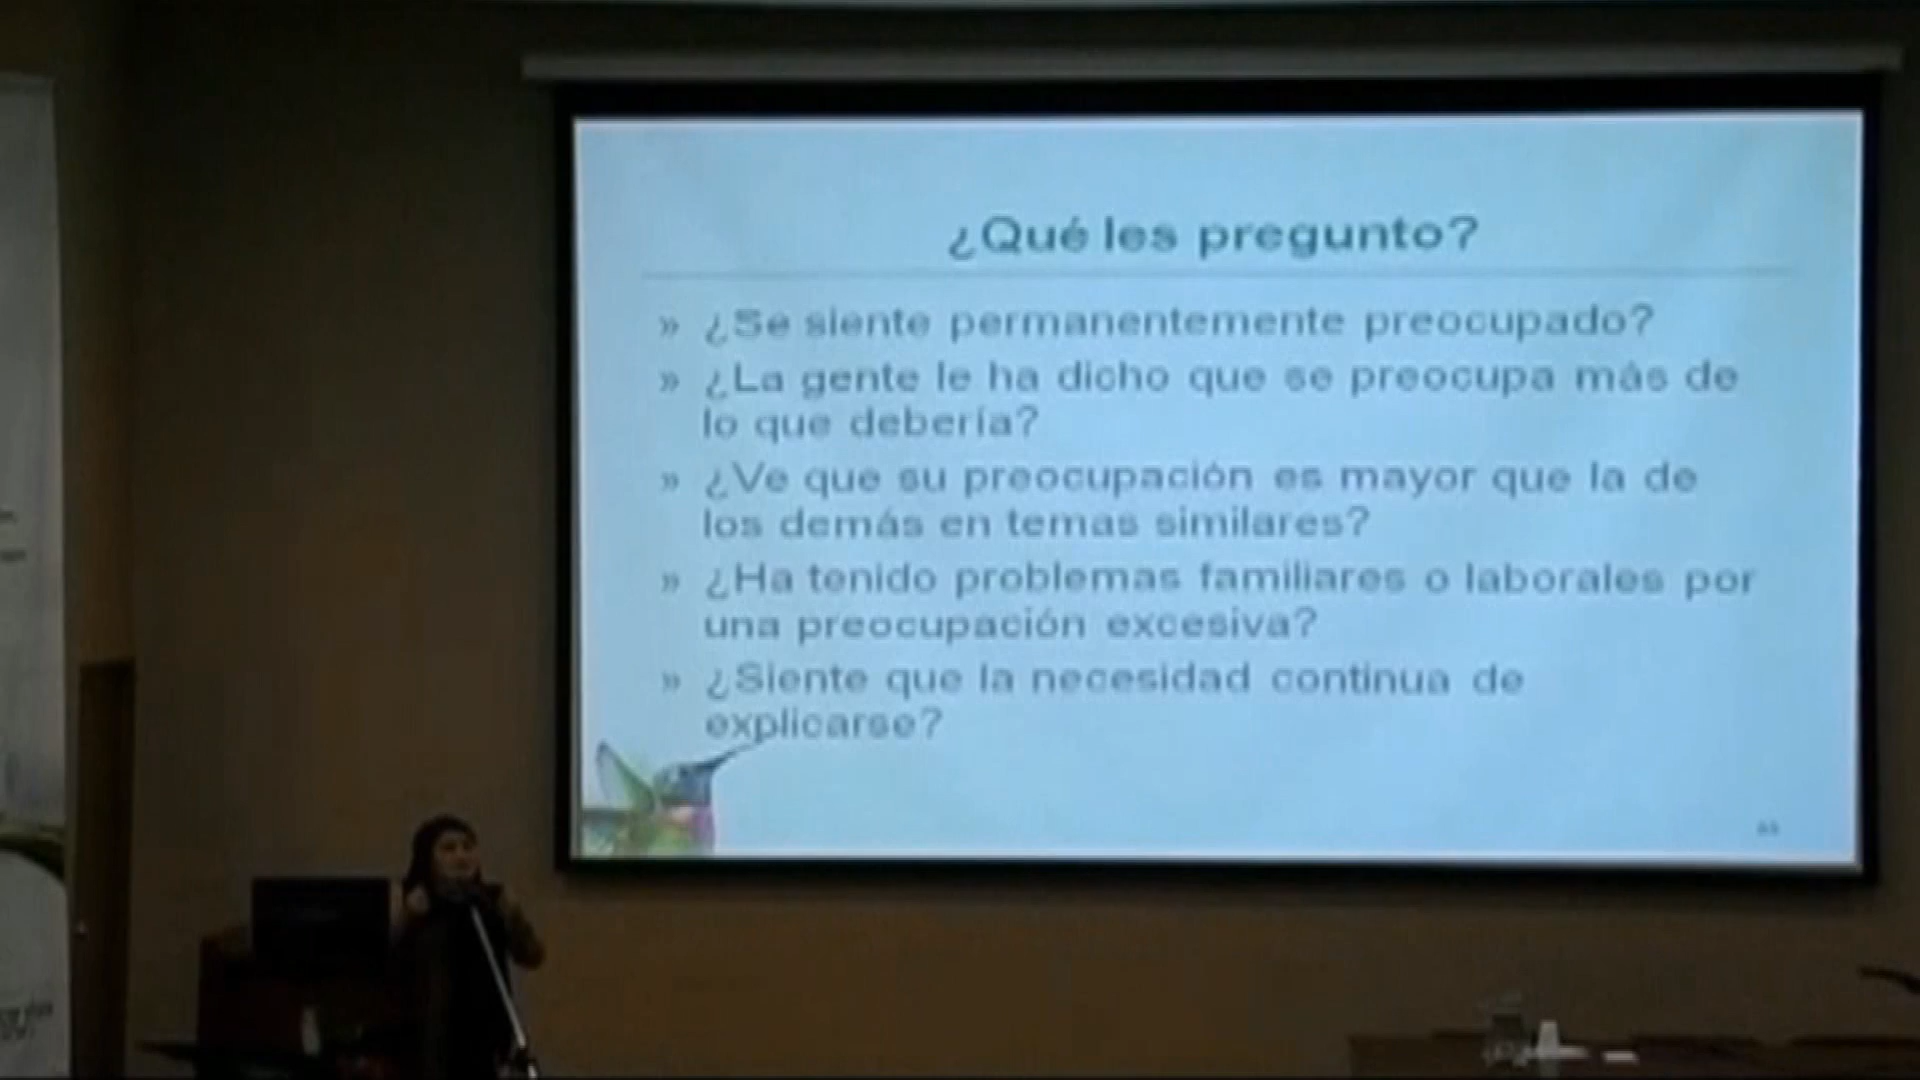 ¿Qué les pregunto?
» ¿Se siente permanentemente preocupado?
» ¿La gente le ha dicho que se preocupa más de
lo que debería?
» ¿Ve que su preocupación es mayor que la de
los demás en temas similares?
» ¿Ha tenido problemas familiares o laborales por
una preocupación excesiva?
» ¿Siente que la necesidad continua de
explicarse?